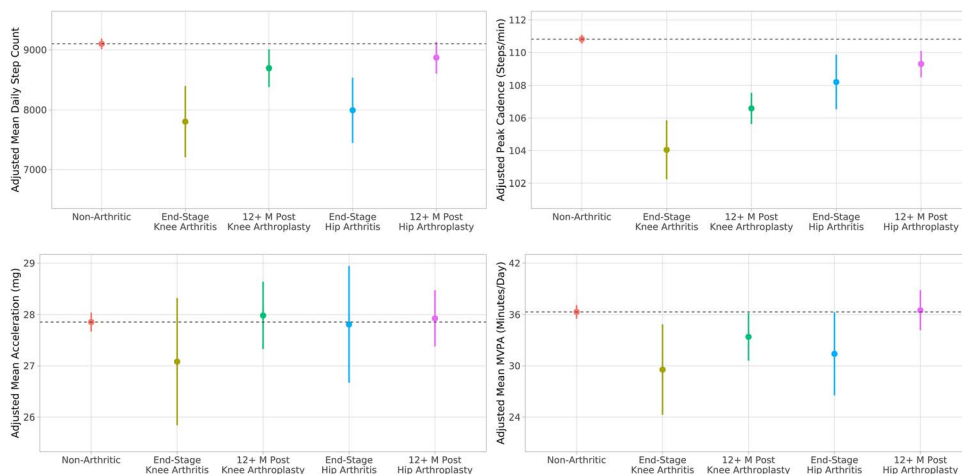 Adjusted Mean Daily Step Count
9000
8000
7000
Non-Arthritic
End-Stage
Knee Arthritis
12+ M Post
Knee Arthroplasty
End-Stage
Hip Arthritis
12+ M Post
Hip Arthroplasty
Adjusted Peak Cadence (Steps/min)
112
110
108
106
104
102
Non-Arthritic
End-Stage
Knee Arthritis
12+ M Post
Knee Arthroplasty
End-Stage
Hip Arthritis
12+ M Post
Hip Arthroplasty
Adjusted Mean Acceleration (mg)
29
28
27
26
Non-Arthritic
End-Stage
Knee Arthritis
12+ M Post
Knee Arthroplasty
End-Stage
Hip Arthritis
12+ M Post
Hip Arthroplasty
Adjusted Mean MVPA (Minutes/Day)
42
36
30
24
Non-Arthritic
End-Stage
Knee Arthritis
12+ M Post
Knee Arthroplasty
End-Stage
Hip Arthritis
12+ M Post
Hip Arthroplasty